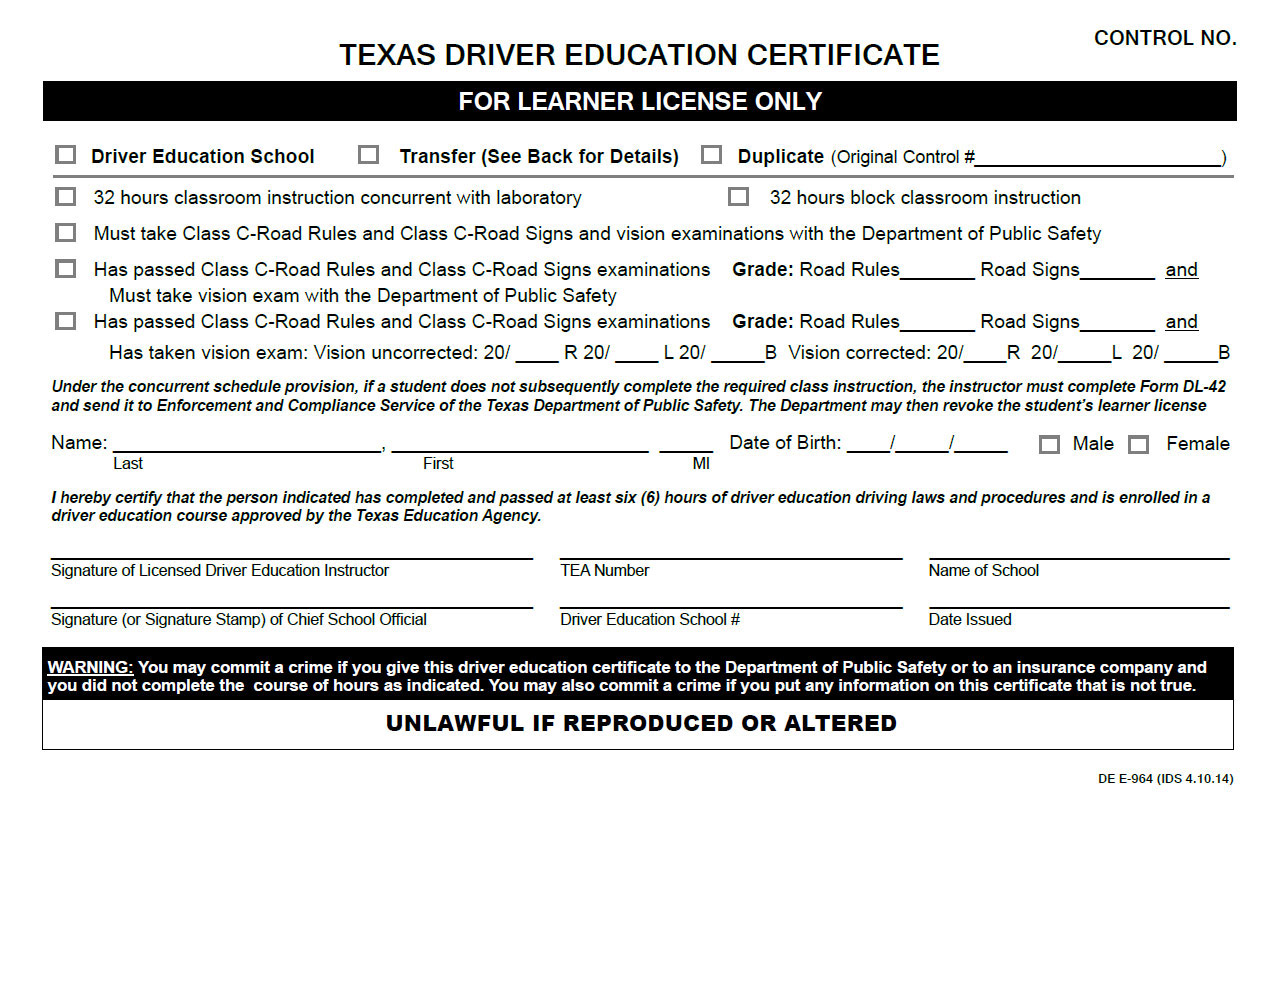 CONTROL NO.
TEXAS DRIVER EDUCATION CERTIFICATE
FOR LEARNER LICENSE ONLY
Driver Education School Transfer (See Back for Details) Duplicate (Original Control #_______________________)
32 hours classroom instruction concurrent with laboratory 32 hours block classroom instruction
Must take Class C-Road Rules and Class C-Road Signs and vision examinations with the Department of Public Safety
Has passed Class C-Road Rules and Class C-Road Signs examinations Grade: Road Rules_______ Road Signs_______ and
Must take vision exam with the Department of Public Safety
Has passed Class C-Road Rules and Class C-Road Signs examinations Grade: Road Rules_______ Road Signs_______ and
Has taken vision exam: Vision uncorrected: 20/ ____ R 20/ ____ L 20/ _____B Vision corrected: 20/____R 20/_____L 20/ _____B
Under the concurrent schedule provision, if a student does not subsequently complete the required class instruction, the instructor must complete Form DL-42
and send it to Enforcement and Compliance Service of the Texas Department of Public Safety. The Department may then revoke the student's learner license
Name: _________________________, ________________________ _____ Date of Birth: ____/_____/_____ Male Female
Last First MI
I hereby certify that the person indicated has completed and passed at least six (6) hours of driver education driving laws and procedures and is enrolled in a
driver education course approved by the Texas Education Agency.
Signature of Licensed Driver Education Instructor TEA Number Name of School
Signature (or Signature Stamp) of Chief School Official Driver Education School # Date Issued
WARNING: You may commit a crime if you give this driver education certificate to the Department of Public Safety or to an insurance company and
you did not complete the course of hours as indicated. You may also commit a crime if you put any information on this certificate that is not true.
UNLAWFUL IF REPRODUCED OR ALTERED
DE E-964 (IDS 4.10.14)